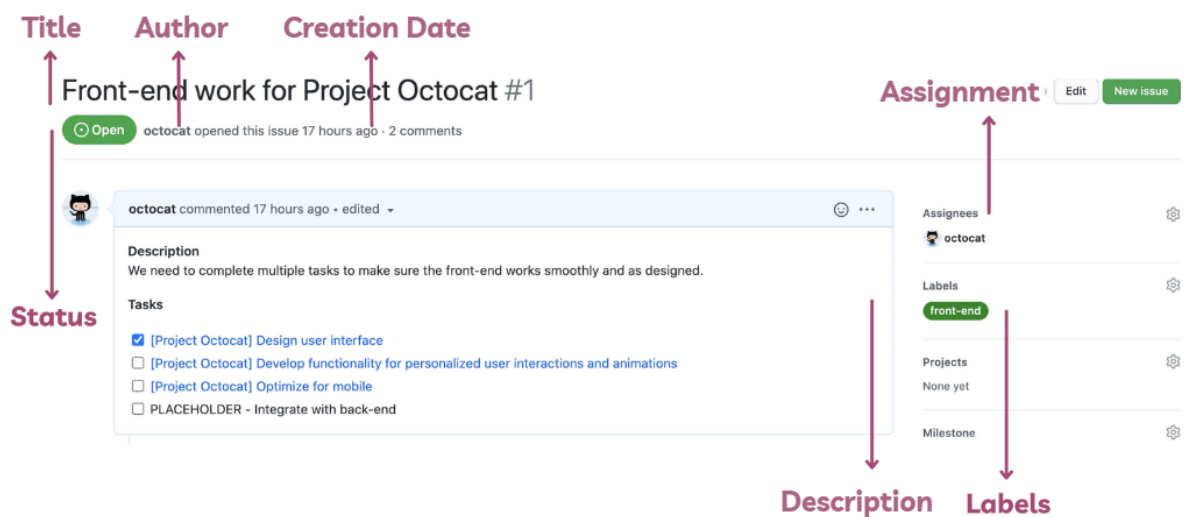 Title Author Creation Date
Front-end work for Project Octocat #1
Assignment
Edit
New issue
Open
octocat opened this issue 17 hours ago · 2 comments
octocat commented 17 hours ago • edited
Description
We need to complete multiple tasks to make sure the front-end works smoothly and as designed.
Tasks
[Project Octocat] Design user interface
[Project Octocat] Develop functionality for personalized user interactions and animations
[Project Octocat] Optimize for mobile
PLACEHOLDER - Integrate with back-end
Status
Assignees
octocat
Labels
front-end
Projects
None yet
Milestone
Description
Labels